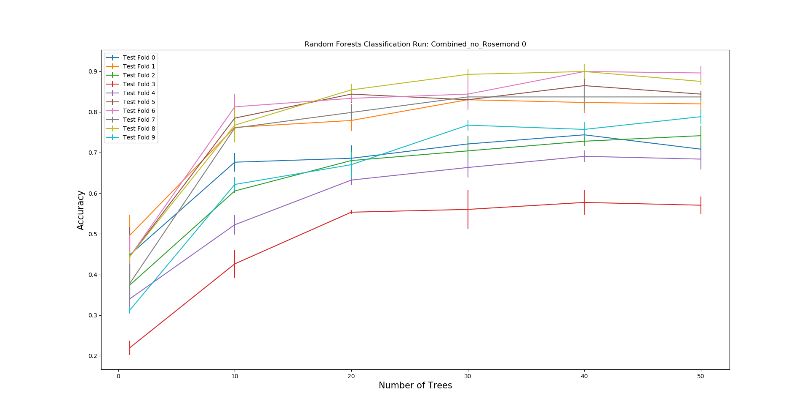 Random Forests Classification Run: Combined_no_Rosemond 0
Test Fold 0
Test Fold 1
Test Fold 2
Test Fold 3
Test Fold 4
Test Fold 5
Test Fold 6
Test Fold 7
Test Fold 8
Test Fold 9
Accuracy
0.9
0.8
0.7
0.6
0.5
0.4
0.3
0.2
0 10 20 30 40 50
Number of Trees